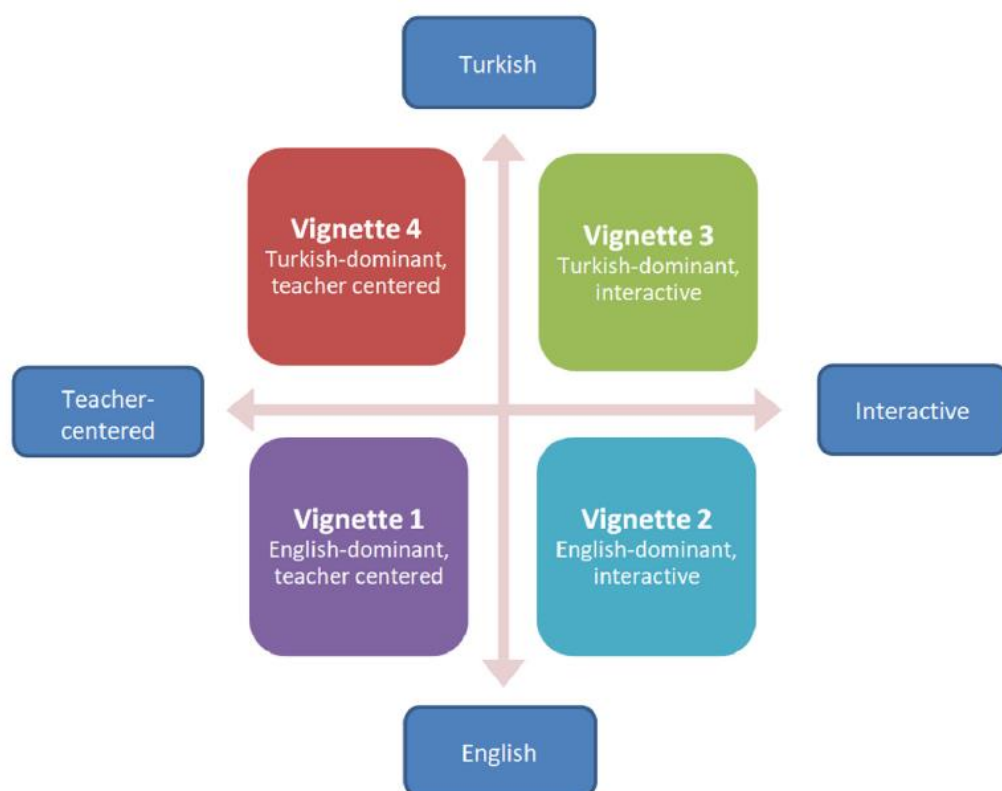 Turkish
Vignette 4
Turkish-dominant,
teacher centered
Vignette 3
Turkish-dominant,
interactive
Teacher-
centered
Interactive
Vignette 1
English-dominant,
teacher centered
Vignette 2
English-dominant,
interactive
English